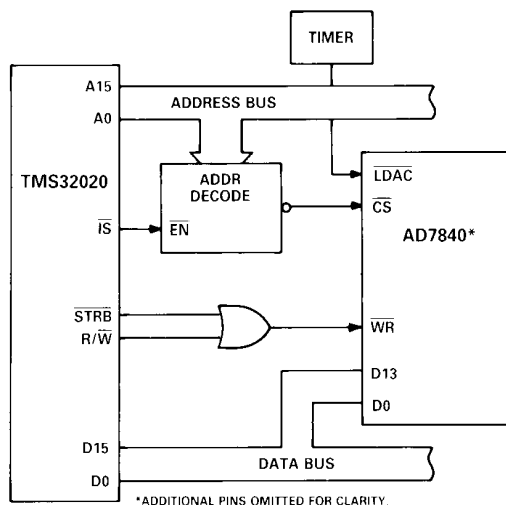 TIMER
A15
ADDRESS BUS
A0
TMS32020
ADDR
DECODE
LDAC
CS
AD7840*
IS
EN
STRB
R/W
WR
D13
D0
D15
DATA BUS
D0
*ADDITIONAL PINS OMITTED FOR CLARITY.